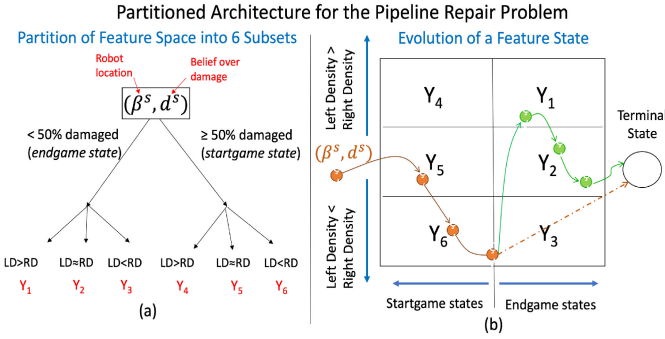 Partitioned Architecture for the Pipeline Repair Problem
Partition of Feature Space into 6 Subsets
Robot
location
Belief over
damage
(β^s, d^s)
< 50% damaged
(endgame state)
≥ 50% damaged
(startgame state)
LD>RD LD≈RD LD<RD LD>RD LD≈RD LD<RD
Y₁ Y₂ Y₃ Y₄ Y₅ Y₆
(a)
Evolution of a Feature State
Left Density >
Right Density
Left Density <
Right Density
Y₄ Y₁
Terminal
State
(β^s, d^s)
Y₅ Y₂
Y₆ Y₃
Startgame states Endgame states
(b)